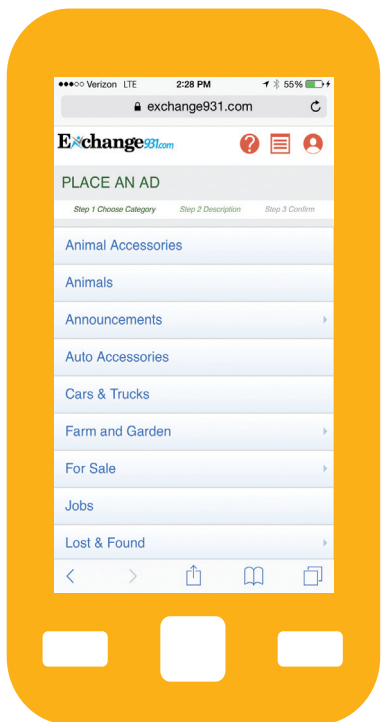 ●●●○○ Verizon LTE 2:28 PM 55%
exchange931.com
Exchange931.com
PLACE AN AD
Step 1 Choose Category Step 2 Description Step 3 Confirm
Animal Accessories
Animals
Announcements
Auto Accessories
Cars & Trucks
Farm and Garden
For Sale
Jobs
Lost & Found